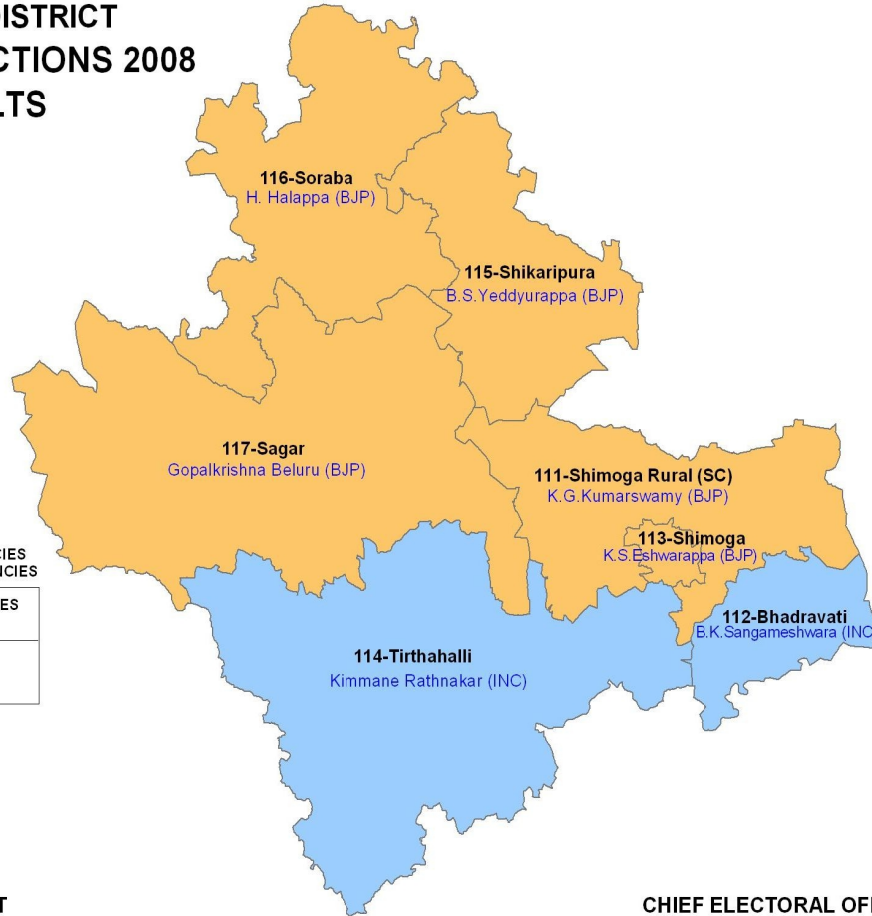 DISTRICT
CTIONS 2008
LTS
116-Soraba
H. Halappa (BJP)
115-Shikaripura
B.S.Yeddyurappa (BJP)
117-Sagar
Gopalkrishna Beluru (BJP)
111-Shimoga Rural (SC)
K.G.Kumarswamy (BJP)
113-Shimoga
K.S.Eshwarappa (BJP)
CIES
NCIES
ES
112-Bhadravati
B.K.Sangameshwara (INC
114-Tirthahalli
Kimmane Rathnakar (INC)
T
CHIEF ELECTORAL OFF